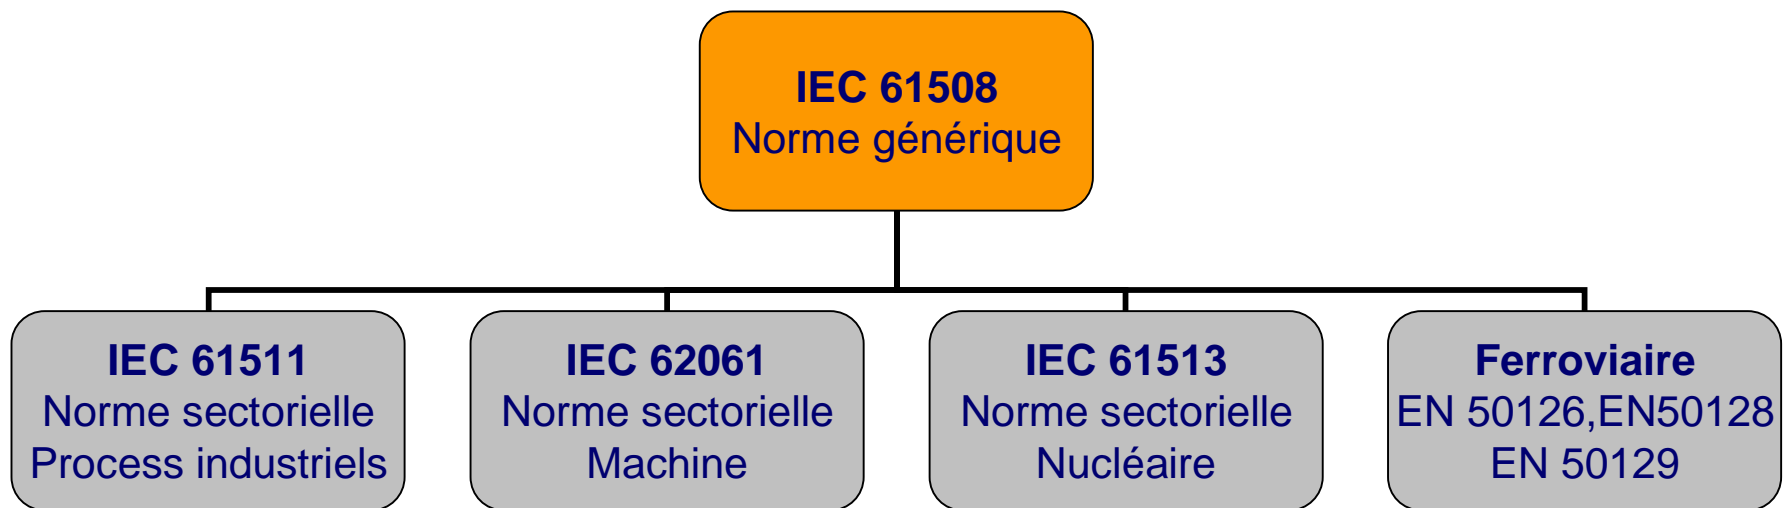 IEC 61508
Norme générique
IEC 61511
Norme sectorielle
Process industriels
IEC 62061
Norme sectorielle
Machine
IEC 61513
Norme sectorielle
Nucléaire
Ferroviaire
EN 50126,EN50128
EN 50129